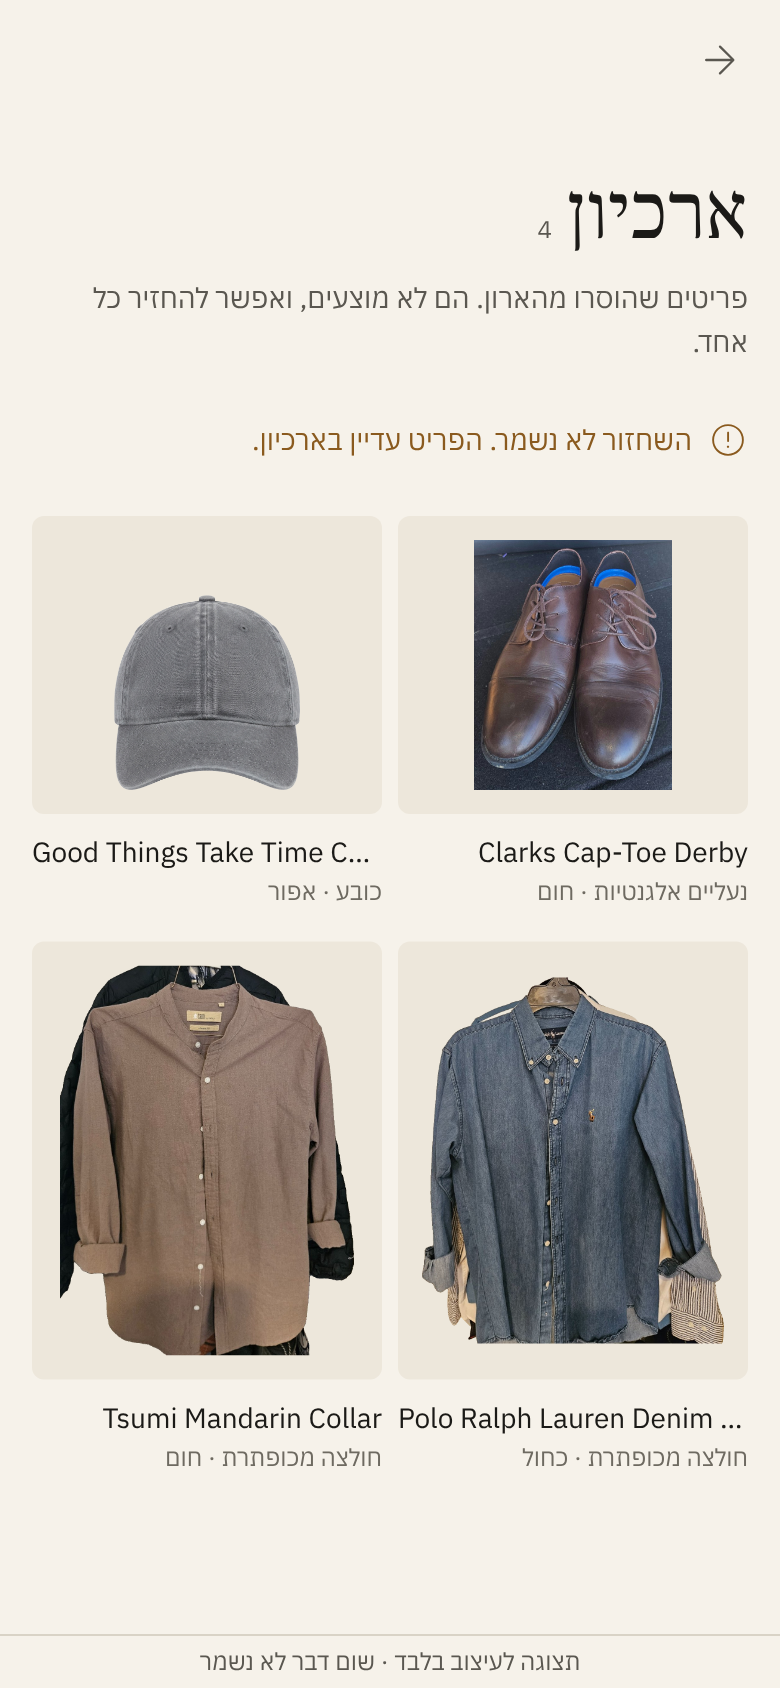 ארכיון 4
פריטים שהוסרו מהארון. הם לא מוצעים, ואפשר להחזיר כל
אחד.
השחזור לא נשמר. הפריט עדיין בארכיון.
Clarks Cap-Toe Derby
נעליים אלגנטיות · חום
Good Things Take Time C...
כובע · אפור
Polo Ralph Lauren Denim ...
חולצה מכופתרת · כחול
Tsumi Mandarin Collar
חולצה מכופתרת · חום
תצוגה לעיצוב בלבד · שום דבר לא נשמר